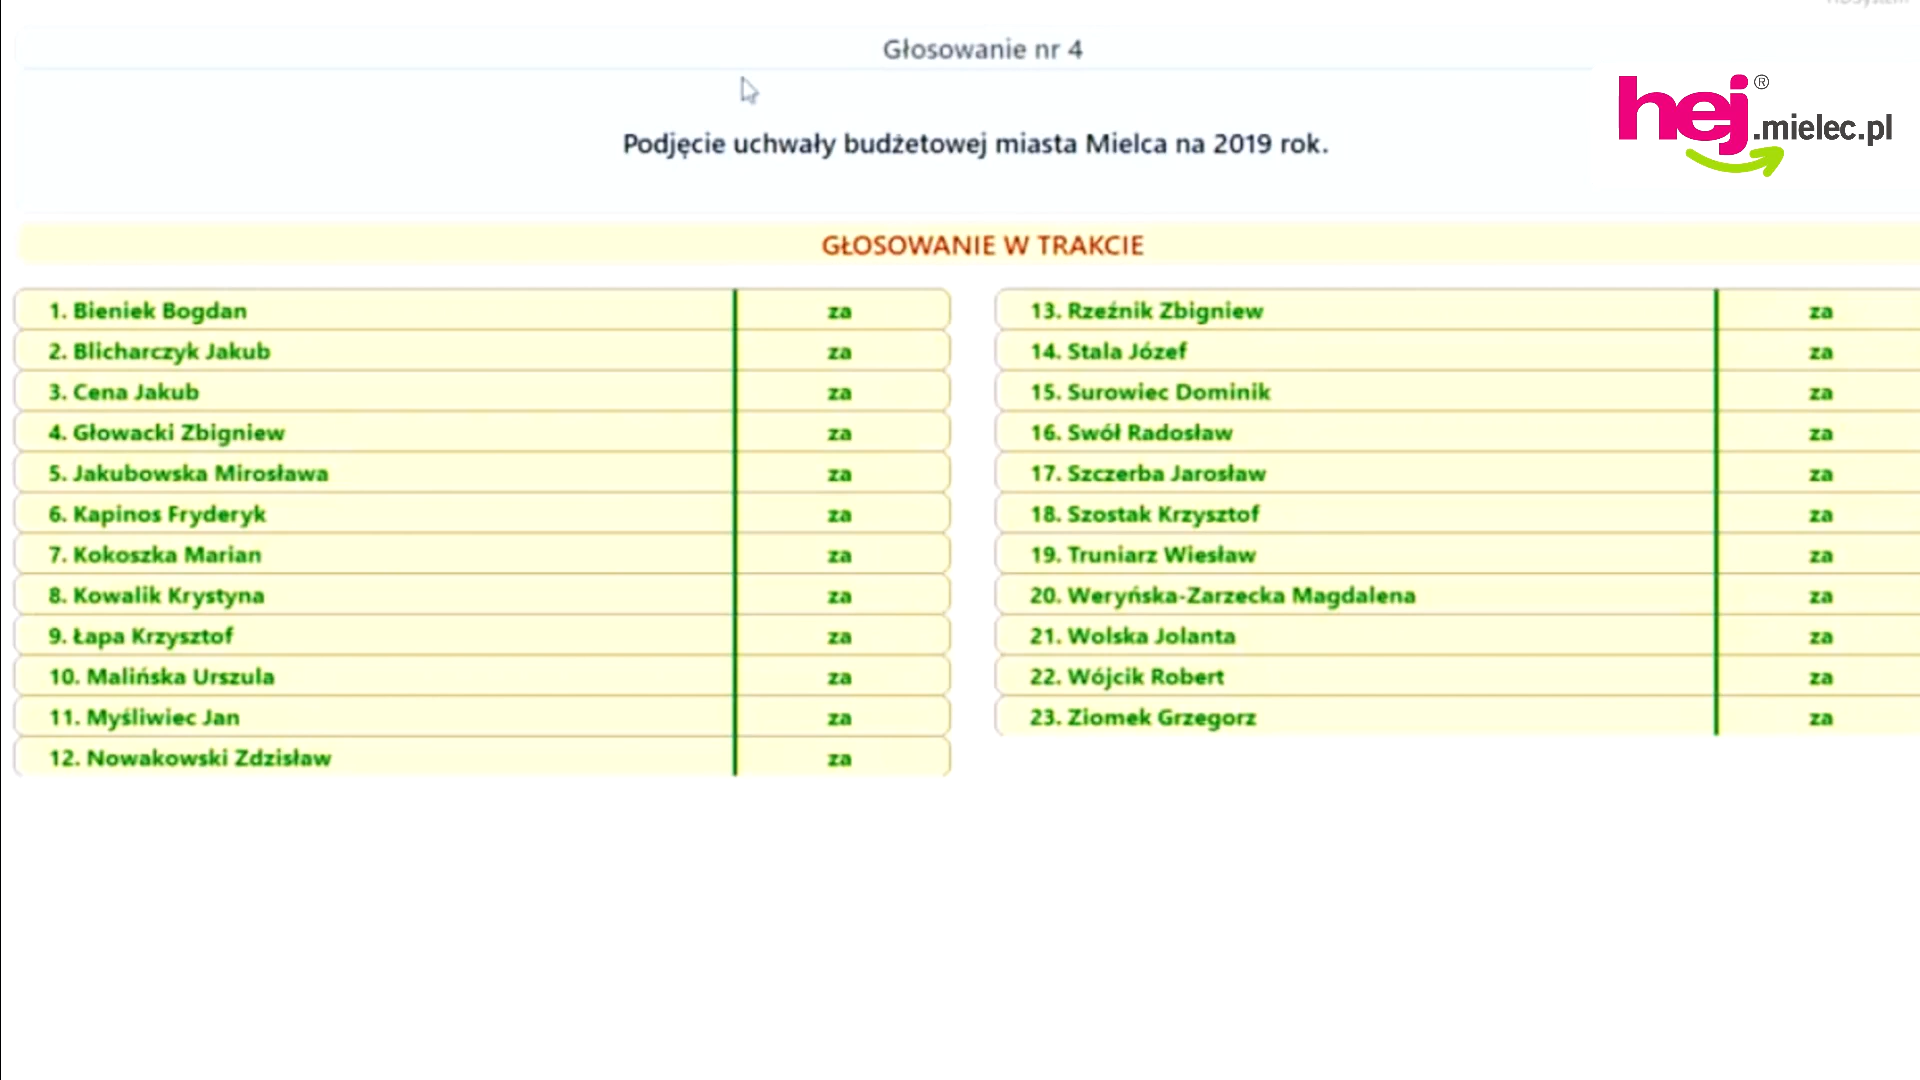 Głosowanie nr 4
hej®.mielec.pl
Podjęcie uchwały budżetowej miasta Mielca na 2019 rok.
GŁOSOWANIE W TRAKCIE
1. Bieniek Bogdan za
2. Blicharczyk Jakub za
3. Cena Jakub za
4. Głowacki Zbigniew za
5. Jakubowska Mirosława za
6. Kapinos Fryderyk za
7. Kokoszka Marian za
8. Kowalik Krystyna za
9. Łapa Krzysztof za
10. Malińska Urszula za
11. Myśliwiec Jan za
12. Nowakowski Zdzisław za
13. Rzeźnik Zbigniew za
14. Stala Józef za
15. Surowiec Dominik za
16. Swół Radosław za
17. Szczerba Jarosław za
18. Szostak Krzysztof za
19. Truniarz Wiesław za
20. Weryńska-Zarzecka Magdalena za
21. Wolska Jolanta za
22. Wójcik Robert za
23. Ziomek Grzegorz za